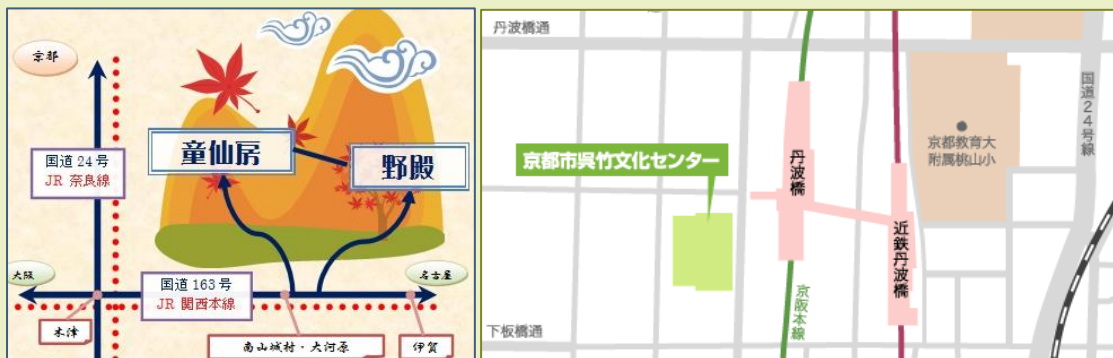 京都
国道24号
JR 奈良線
童仙房
野殿
大阪
国道163号
JR 関西本線
名古屋
木津
南山城村・大河原
伊賀
丹波橋通
国道24号線
京都教育大
附属桃山小
京都市呉竹文化センター
丹波橋
近鉄丹波橋
京阪本線
下板橋通